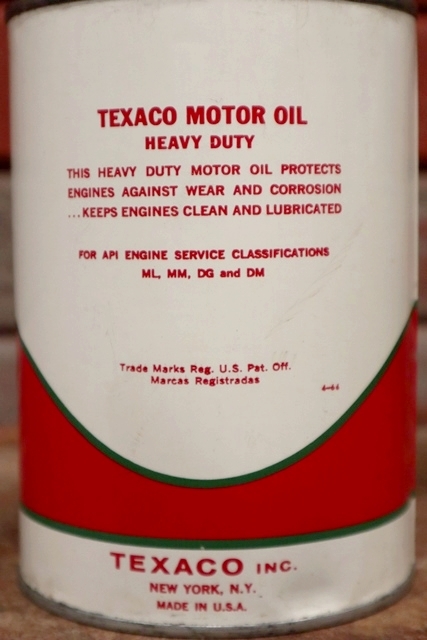 TEXACO MOTOR OIL
HEAVY DUTY
THIS HEAVY DUTY MOTOR OIL PROTECTS
ENGINES AGAINST WEAR AND CORROSION
...KEEPS ENGINES CLEAN AND LUBRICATED
FOR API ENGINE SERVICE CLASSIFICATIONS
ML, MM, DG and DM
Trade Marks Reg. U.S. Pat. Off.
Marcas Registradas
TEXACO INC.
NEW YORK, N.Y.
MADE IN U.S.A.